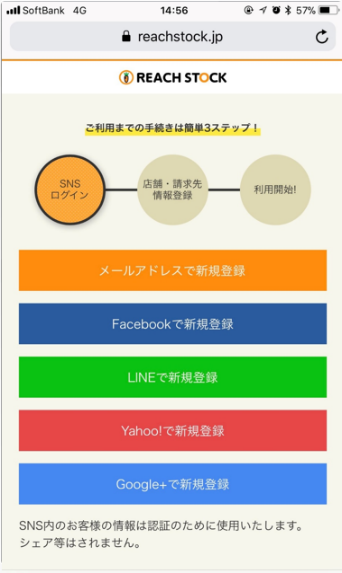 SoftBank 4G 14:56 57%
reachstock.jp
REACH STOCK
ご利用までの手続きは簡単3ステップ！
SNS
ログイン
店舗・請求先
情報登録
利用開始!
メールアドレスで新規登録
Facebookで新規登録
LINEで新規登録
Yahoo!で新規登録
Google+で新規登録
SNS内のお客様の情報は認証のために使用いたします。
シェア等はされません。